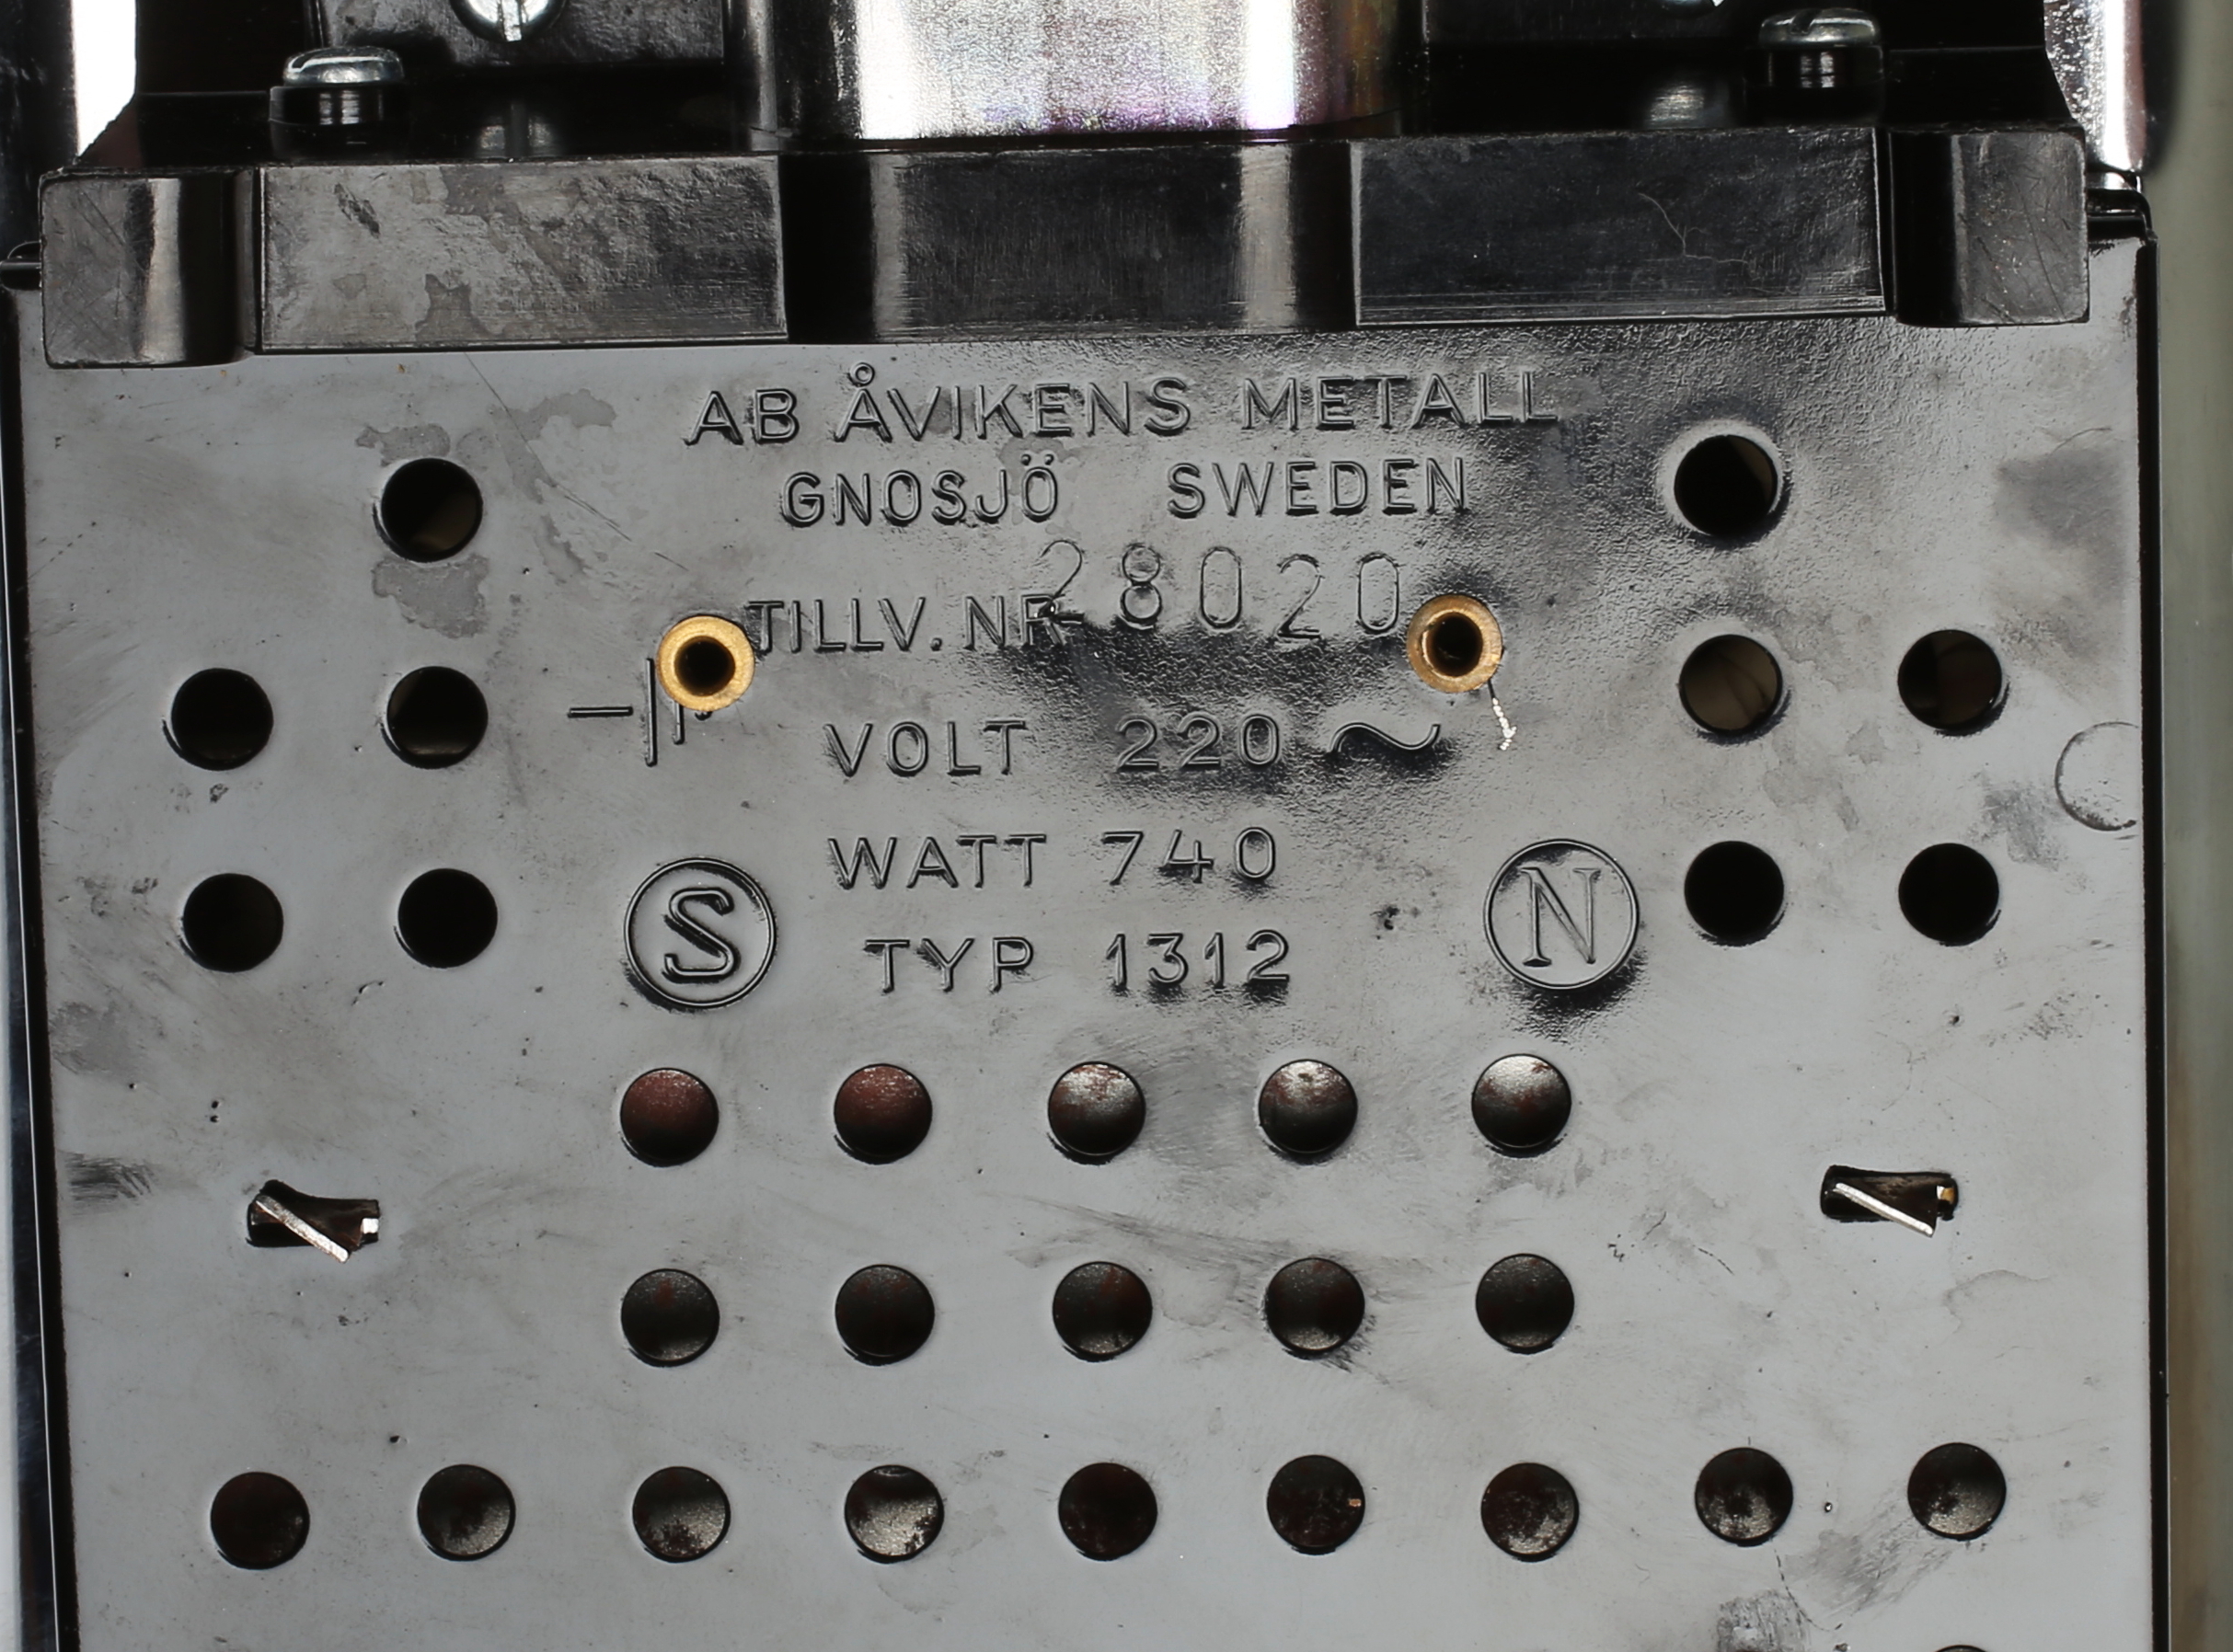 AB ÅVIKENS METALL
GNOSJÖ SWEDEN
TILLV. NR 28020
VOLT 220 ~
WATT 740
S N
TYP 1312